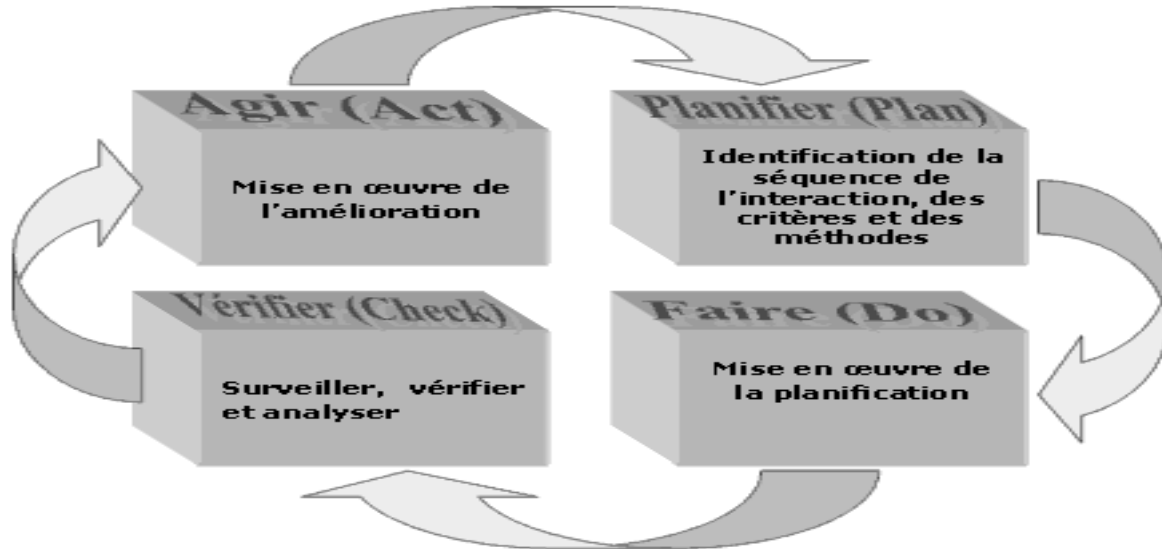 Agir (Act)
Mise en œuvre de
l'amélioration
Planifier (Plan)
Identification de la
séquence de
l'interaction, des
critères et des
méthodes
Vérifier (Check)
Surveiller, vérifier
et analyser
Faire (Do)
Mise en œuvre de
la planification